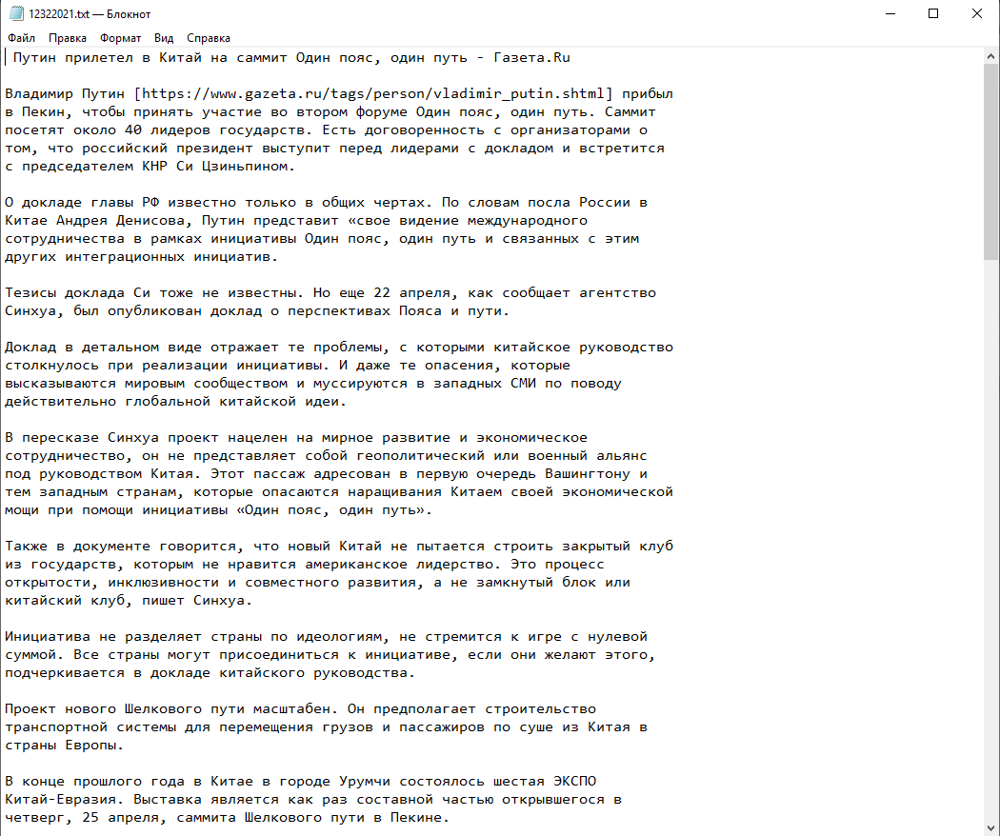 12322021.txt — Блокнот
Файл Правка Формат Вид Справка
Путин прилетел в Китай на саммит Один пояс, один путь - Газета.Ru
Владимир Путин [https://www.gazeta.ru/tags/person/vladimir_putin.shtml] прибыл
в Пекин, чтобы принять участие во втором форуме Один пояс, один путь. Саммит
посетят около 40 лидеров государств. Есть договоренность с организаторами о
том, что российский президент выступит перед лидерами с докладом и встретится
с председателем КНР Си Цзиньпином.
О докладе главы РФ известно только в общих чертах. По словам посла России в
Китае Андрея Денисова, Путин представит «свое видение международного
сотрудничества в рамках инициативы Один пояс, один путь и связанных с этим
других интеграционных инициатив.
Тезисы доклада Си тоже не известны. Но еще 22 апреля, как сообщает агентство
Синхуа, был опубликован доклад о перспективах Пояса и пути.
Доклад в детальном виде отражает те проблемы, с которыми китайское руководство
столкнулось при реализации инициативы. И даже те опасения, которые
высказываются мировым сообществом и муссируются в западных СМИ по поводу
действительно глобальной китайской идеи.
В пересказе Синхуа проект нацелен на мирное развитие и экономическое
сотрудничество, он не представляет собой геополитический или военный альянс
под руководством Китая. Этот пассаж адресован в первую очередь Вашингтону и
тем западным странам, которые опасаются наращивания Китаем своей экономической
мощи при помощи инициативы «Один пояс, один путь».
Также в документе говорится, что новый Китай не пытается строить закрытый клуб
из государств, которым не нравится американское лидерство. Это процесс
открытости, инклюзивности и совместного развития, а не замкнутый блок или
китайский клуб, пишет Синхуа.
Инициатива не разделяет страны по идеологиям, не стремится к игре с нулевой
суммой. Все страны могут присоединиться к инициативе, если они желают этого,
подчеркивается в докладе китайского руководства.
Проект нового Шелкового пути масштабен. Он предполагает строительство
транспортной системы для перемещения грузов и пассажиров по суше из Китая в
страны Европы.
В конце прошлого года в Китае в городе Урумчи состоялось шестая ЭКСПО
Китай-Евразия. Выставка является как раз составной частью открывшегося в
четверг, 25 апреля, саммита Шелкового пути в Пекине.